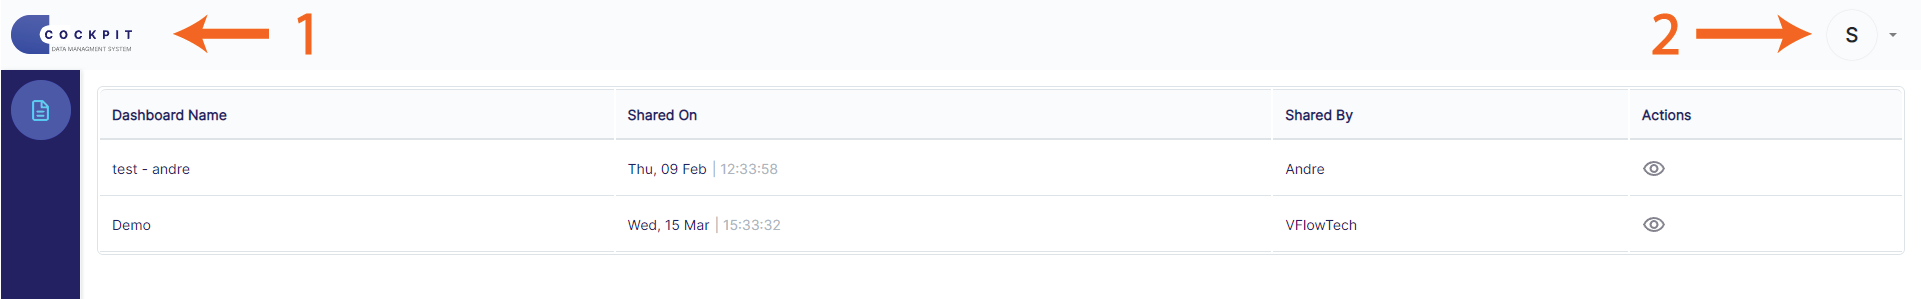 COCKPIT
DATA MANAGMENT SYSTEM
1
2
S
Dashboard Name Shared On Shared By Actions
test - andre Thu, 09 Feb | 12:33:58 Andre
Demo Wed, 15 Mar | 15:33:32 VFlowTech